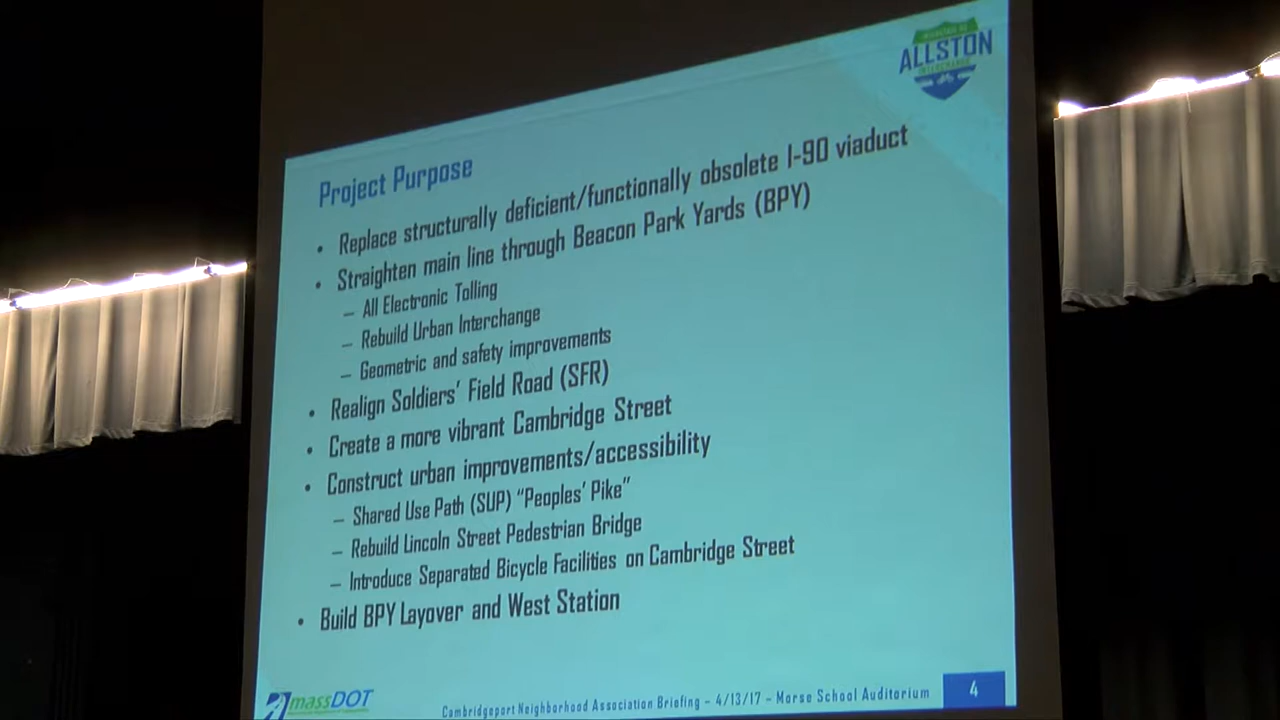 ALLSTON
INTERCHANGE
Project Purpose
• Replace structurally deficient/functionally obsolete I-90 viaduct
• Straighten main line through Beacon Park Yards (BPY)
– All Electronic Tolling
– Rebuild Urban Interchange
– Geometric and safety improvements
• Realign Soldiers' Field Road (SFR)
• Create a more vibrant Cambridge Street
• Construct urban improvements/accessibility
– Shared Use Path (SUP) "Peoples' Pike"
– Rebuild Lincoln Street Pedestrian Bridge
– Introduce Separated Bicycle Facilities on Cambridge Street
• Build BPY Layover and West Station
massDOT
Cambridgeport Neighborhood Association Briefing – 4/13/17 – Morse School Auditorium
4